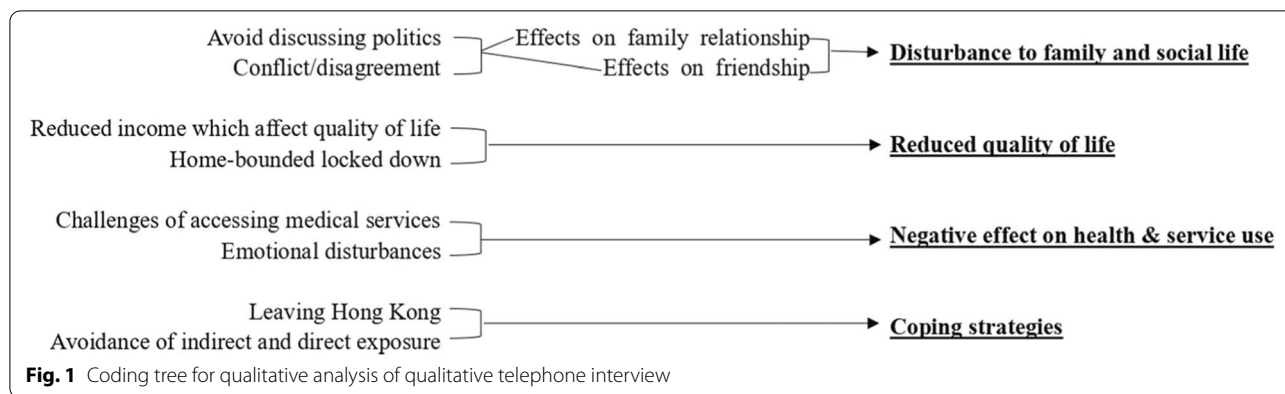 Avoid discussing politics
Conflict/disagreement
Effects on family relationship
Effects on friendship
Disturbance to family and social life
Reduced income which affect quality of life
Home-bounded locked down
Reduced quality of life
Challenges of accessing medical services
Emotional disturbances
Negative effect on health & service use
Leaving Hong Kong
Avoidance of indirect and direct exposure
Coping strategies
Fig. 1 Coding tree for qualitative analysis of qualitative telephone interview